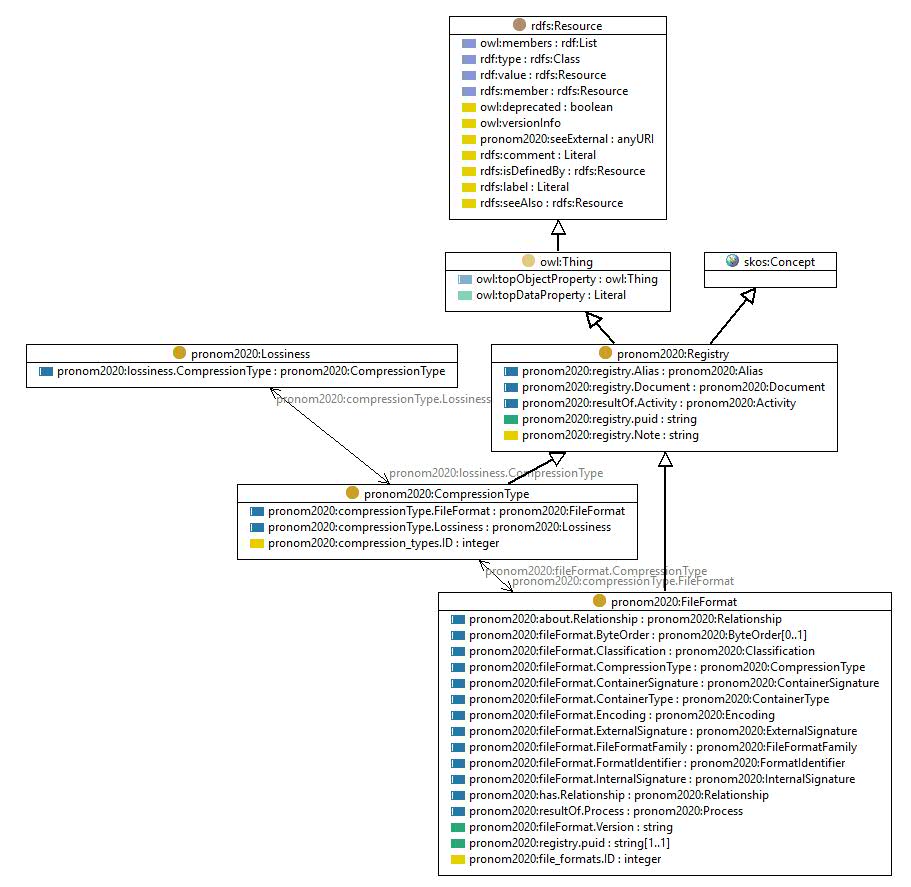 rdfs:Resource
owl:members : rdf:List
rdf:type : rdfs:Class
rdf:value : rdfs:Resource
rdfs:member : rdfs:Resource
owl:deprecated : boolean
owl:versionInfo
pronom2020:seeExternal : anyURI
rdfs:comment : Literal
rdfs:isDefinedBy : rdfs:Resource
rdfs:label : Literal
rdfs:seeAlso : rdfs:Resource
owl:Thing
owl:topObjectProperty : owl:Thing
owl:topDataProperty : Literal
skos:Concept
pronom2020:Lossiness
pronom2020:lossiness.CompressionType : pronom2020:CompressionType
pronom2020:Registry
pronom2020:registry.Alias : pronom2020:Alias
pronom2020:registry.Document : pronom2020:Document
pronom2020:resultOf.Activity : pronom2020:Activity
pronom2020:registry.puid : string
pronom2020:registry.Note : string
pronom2020:compressionType.Lossiness
pronom2020:lossiness.CompressionType
pronom2020:CompressionType
pronom2020:compressionType.FileFormat : pronom2020:FileFormat
pronom2020:compressionType.Lossiness : pronom2020:Lossiness
pronom2020:compression_types.ID : integer
pronom2020:fileFormat.CompressionType
pronom2020:compressionType.FileFormat
pronom2020:FileFormat
pronom2020:about.Relationship : pronom2020:Relationship
pronom2020:fileFormat.ByteOrder : pronom2020:ByteOrder[0..1]
pronom2020:fileFormat.Classification : pronom2020:Classification
pronom2020:fileFormat.CompressionType : pronom2020:CompressionType
pronom2020:fileFormat.ContainerSignature : pronom2020:ContainerSignature
pronom2020:fileFormat.ContainerType : pronom2020:ContainerType
pronom2020:fileFormat.Encoding : pronom2020:Encoding
pronom2020:fileFormat.ExternalSignature : pronom2020:ExternalSignature
pronom2020:fileFormat.FileFormatFamily : pronom2020:FileFormatFamily
pronom2020:fileFormat.FormatIdentifier : pronom2020:FormatIdentifier
pronom2020:fileFormat.InternalSignature : pronom2020:InternalSignature
pronom2020:has.Relationship : pronom2020:Relationship
pronom2020:resultOf.Process : pronom2020:Process
pronom2020:fileFormat.Version : string
pronom2020:registry.puid : string[1..1]
pronom2020:file_formats.ID : integer